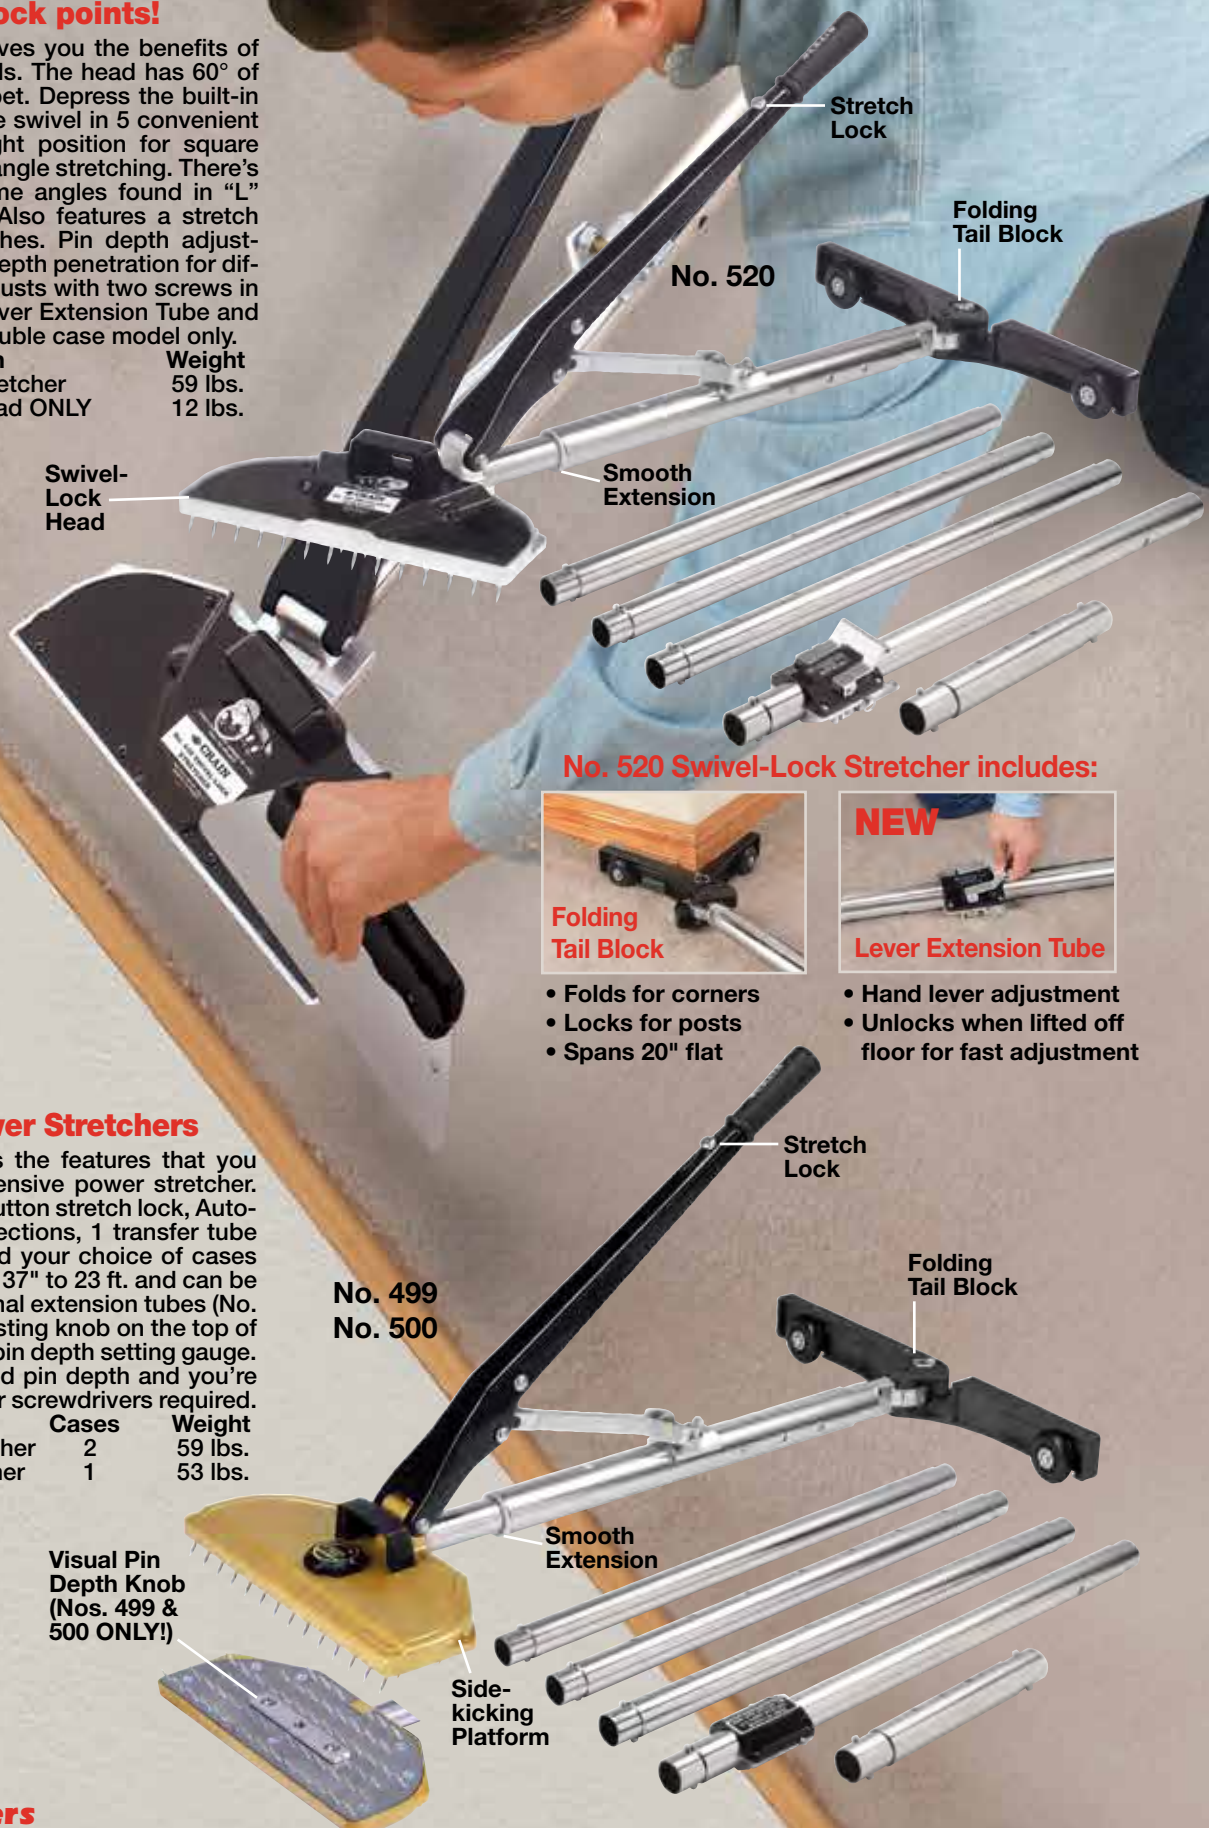 ock points!
ves you the benefits of
ds. The head has 60° of
pet. Depress the built-in
e swivel in 5 convenient
ght position for square
angle stretching. There's
me angles found in “L”
Also features a stretch
hes. Pin depth adjust-
depth penetration for dif-
usts with two screws in
ver Extension Tube and
uble case model only.
n Weight
etcher 59 lbs.
ad ONLY 12 lbs.
Stretch
Lock
Folding
Tail Block
No. 520
Swivel-
Lock
Head
Smooth
Extension
CRAIN
No. 520 Swivel-Lock Stretcher includes:
Folding
Tail Block
• Folds for corners
• Locks for posts
• Spans 20" flat
NEW
Lever Extension Tube
• Hand lever adjustment
• Unlocks when lifted off
floor for fast adjustment
wer Stretchers
s the features that you
ensive power stretcher.
utton stretch lock, Auto-
ections, 1 transfer tube
d your choice of cases
37" to 23 ft. and can be
nal extension tubes (No.
sting knob on the top of
pin depth setting gauge.
d pin depth and you're
r screwdrivers required.
Cases Weight
her 2 59 lbs.
ner 1 53 lbs.
No. 499
No. 500
Stretch
Lock
Folding
Tail Block
Smooth
Extension
Visual Pin
Depth Knob
(Nos. 499 &
500 ONLY!)
Side-
kicking
Platform
ers